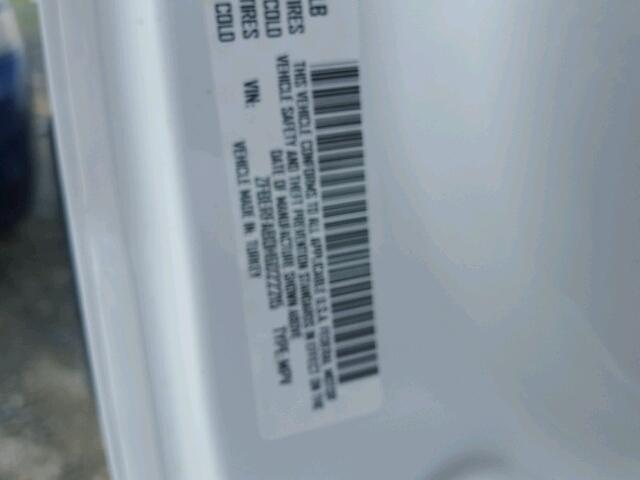 LB
TIRES
COLD
TIRES
COLD
THIS VEHICLE CONFORMS TO ALL APPLICABLE U.S.A. FEDERAL MOTOR
VEHICLE SAFETY AND THEFT PREVENTION STANDARDS IN EFFECT ON THE
DATE OF MANUFACTURE SHOWN ABOVE
VIN:
TYPE: MPV
VEHICLE MADE IN TURKEY